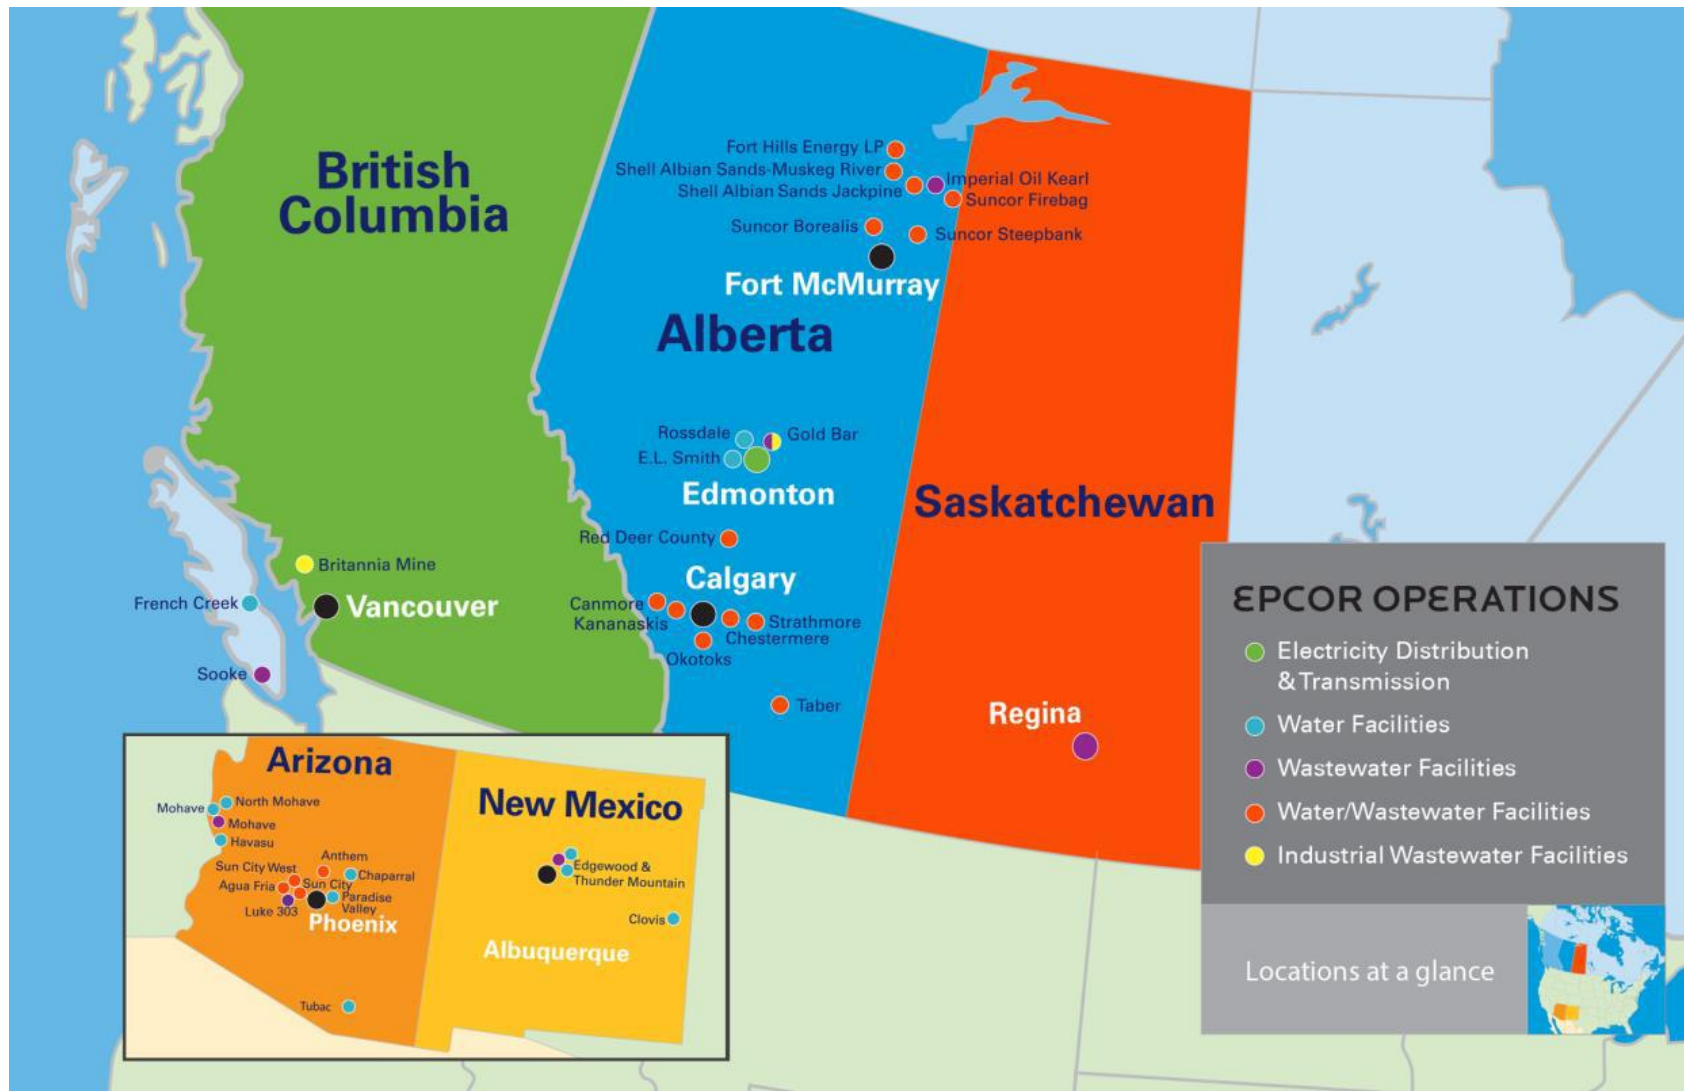 British
Columbia
Alberta
Saskatchewan
Fort Hills Energy LP
Shell Albian Sands-Muskeg River
Shell Albian Sands Jackpine
Imperial Oil Kearl
Suncor Firebag
Suncor Borealis
Suncor Steepbank
Fort McMurray
Rossdale
Gold Bar
E.L. Smith
Edmonton
Red Deer County
Calgary
Canmore
Kananaskis
Strathmore
Chestermere
Okotoks
Taber
Regina
Britannia Mine
French Creek
Vancouver
Sooke
Arizona
North Mohave
Mohave
Mohave
Havasu
Anthem
Sun City West
Chaparral
Agua Fria
Sun City
Paradise
Valley
Luke 303
Phoenix
Tubac
New Mexico
Edgewood &
Thunder Mountain
Clovis
Albuquerque
EPCOR OPERATIONS
Electricity Distribution
& Transmission
Water Facilities
Wastewater Facilities
Water/Wastewater Facilities
Industrial Wastewater Facilities
Locations at a glance